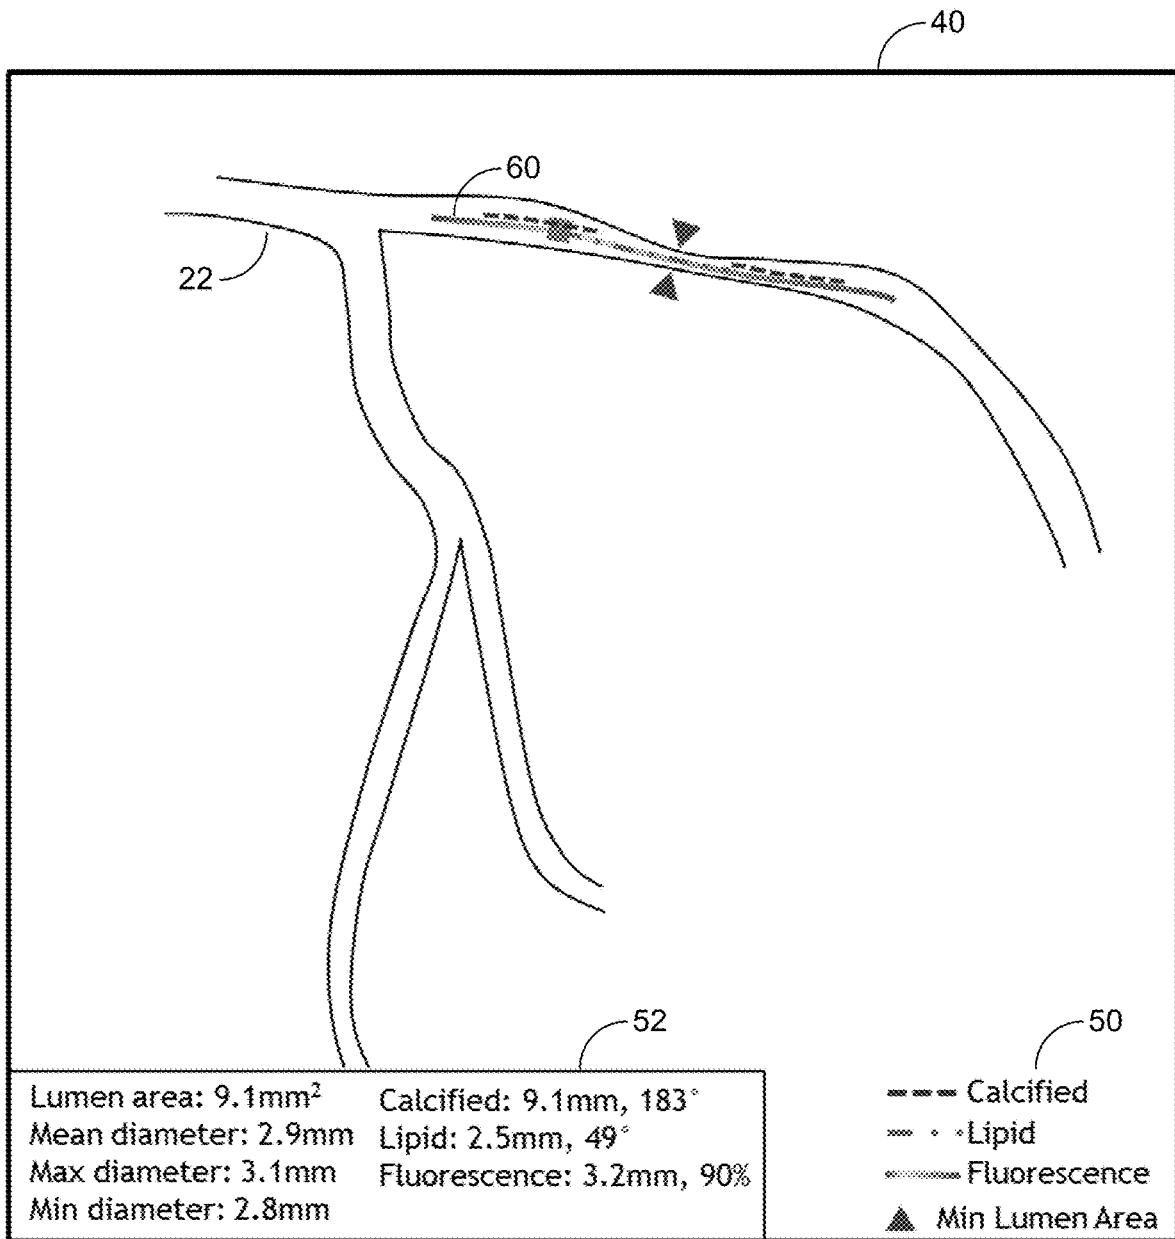 40
60
22
52
50
Lumen area: 9.1mm² Calcified: 9.1mm, 183°
Mean diameter: 2.9mm Lipid: 2.5mm, 49°
Max diameter: 3.1mm Fluorescence: 3.2mm, 90%
Min diameter: 2.8mm
Calcified
Lipid
Fluorescence
Min Lumen Area